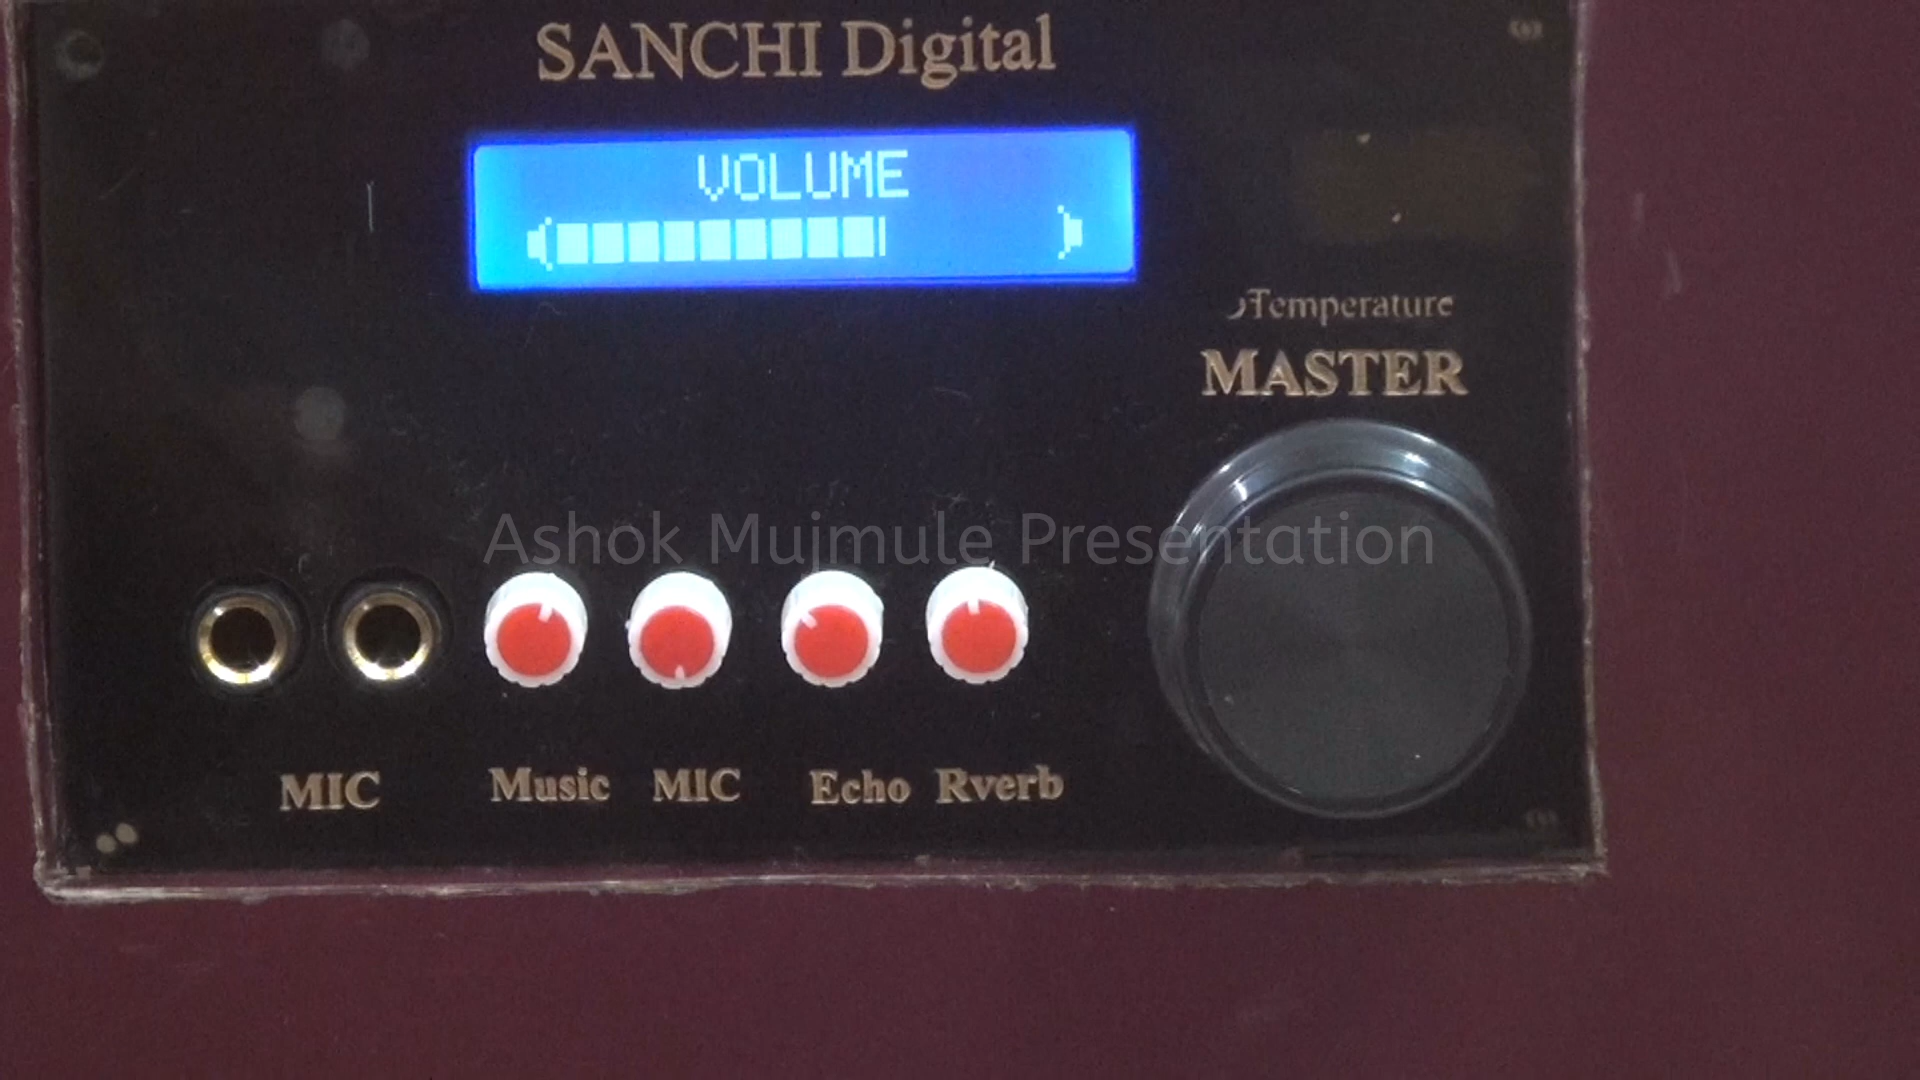 SANCHI Digital
VOLUME
Temperature
MASTER
Ashok Mujmule Presentation
MIC
Music
MIC
Echo
Rverb